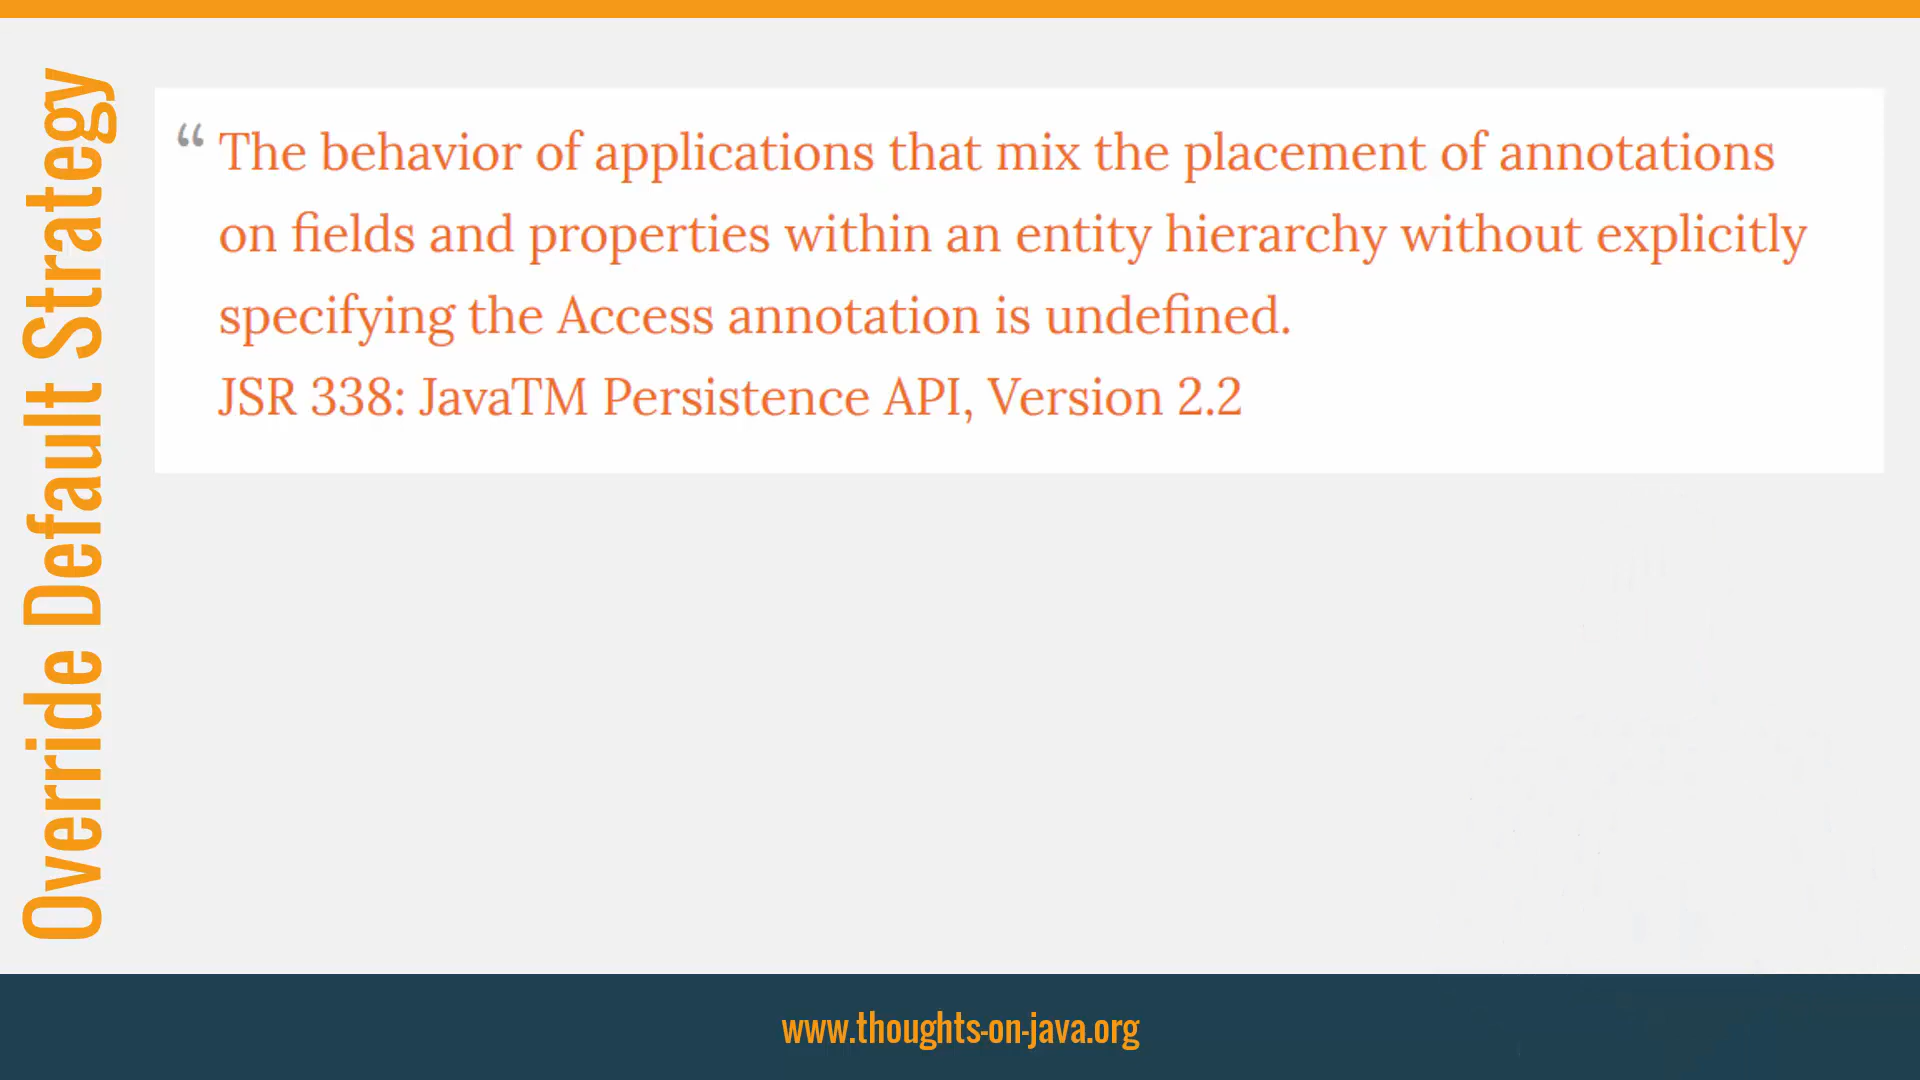 Override Default Strategy
“ The behavior of applications that mix the placement of annotations
on fields and properties within an entity hierarchy without explicitly
specifying the Access annotation is undefined.
JSR 338: JavaTM Persistence API, Version 2.2
www.thoughts-on-java.org